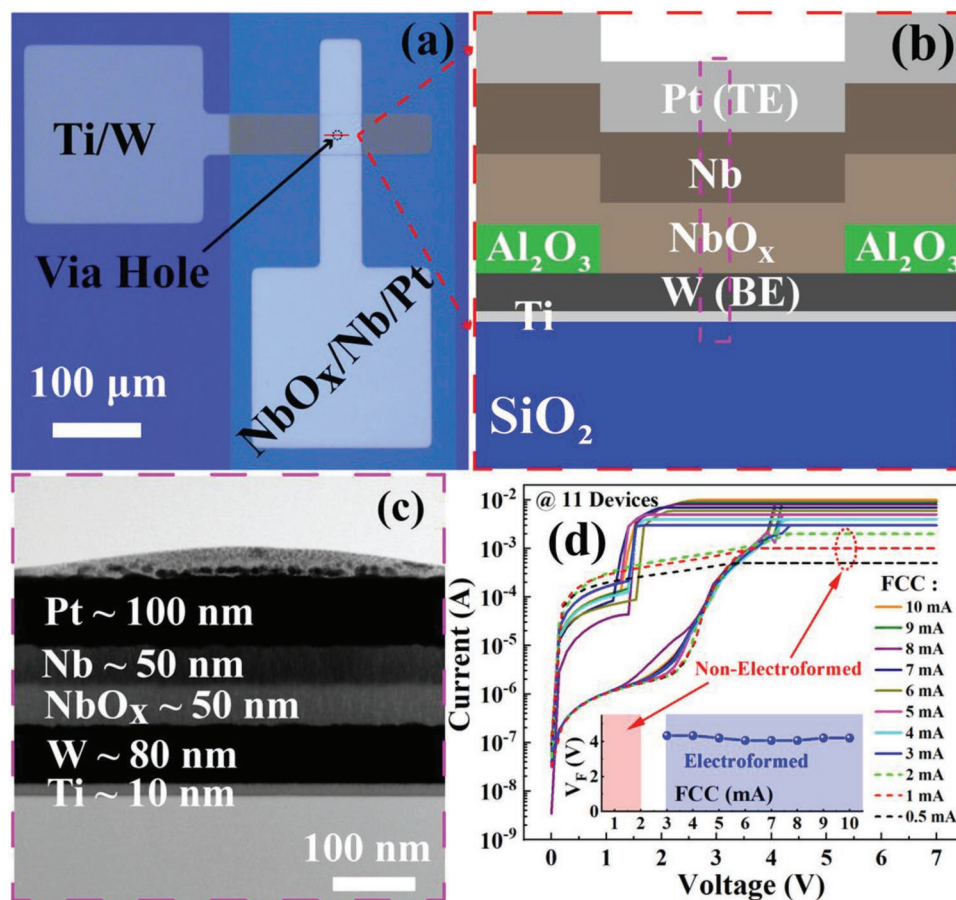 (a)
Ti/W
Via Hole
NbOx/Nb/Pt
100 µm
(b)
Pt (TE)
Nb
NbOₓ
Al₂O₃
Al₂O₃
W (BE)
Ti
SiO₂
(c)
Pt ~ 100 nm
Nb ~ 50 nm
NbOₓ ~ 50 nm
W ~ 80 nm
Ti ~ 10 nm
100 nm
@ 11 Devices
(d)
FCC :
10 mA
9 mA
8 mA
7 mA
6 mA
5 mA
4 mA
3 mA
2 mA
1 mA
0.5 mA
Non-Electroformed
Electroformed
V_F (V)
4
0
FCC (mA)
1 2 3 4 5 6 7 8 9 10
Current (A)
10⁻²
10⁻³
10⁻⁴
10⁻⁵
10⁻⁶
10⁻⁷
10⁻⁸
10⁻⁹
0 1 2 3 4 5 6 7
Voltage (V)